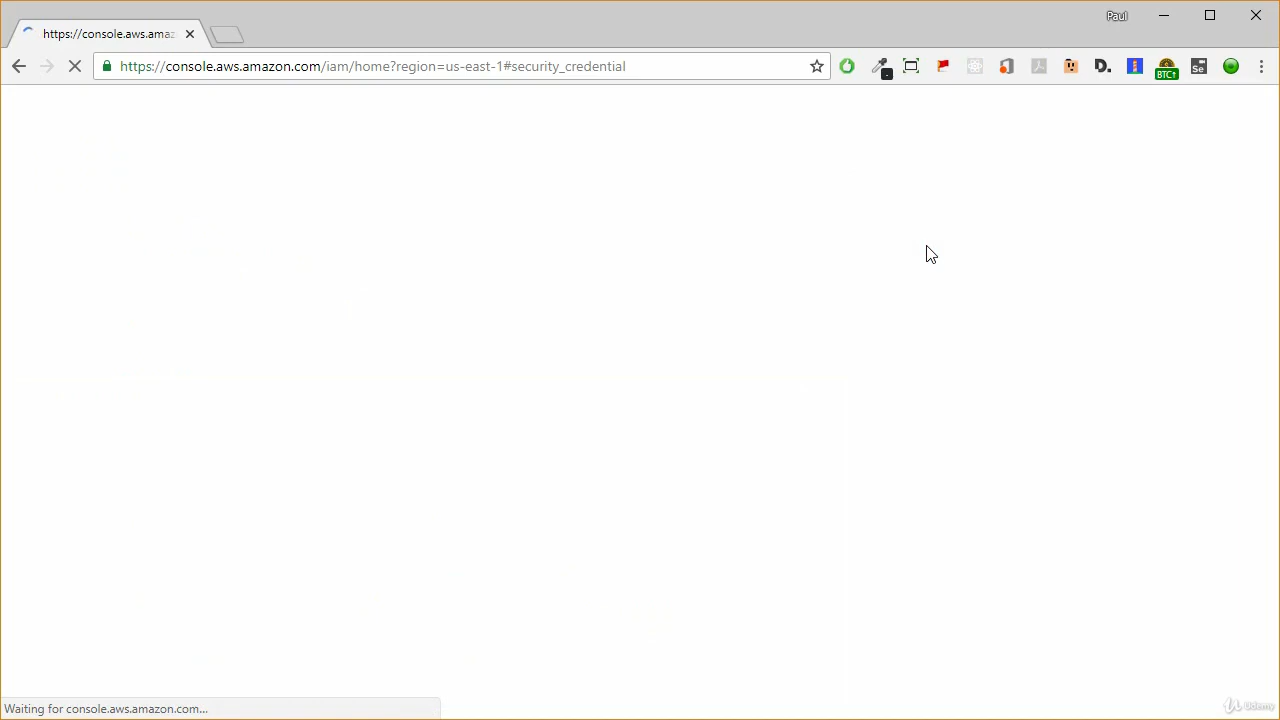 Paul
https://console.aws.amaz
https://console.aws.amazon.com/iam/home?region=us-east-1#security_credential
D.
BTC↑
Se
Waiting for console.aws.amazon.com...
Udemy